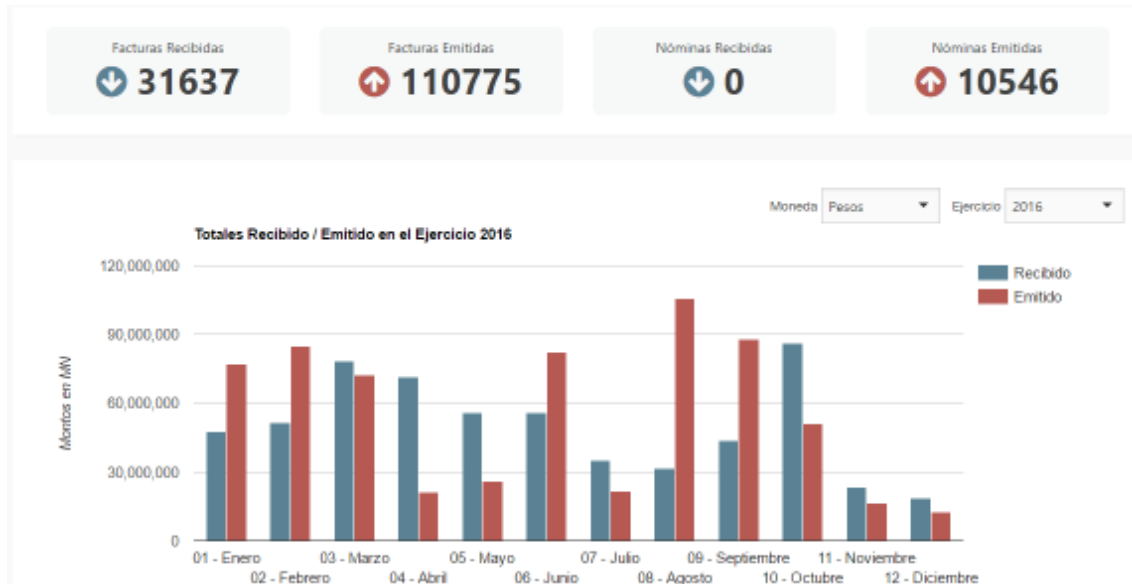 Facturas Recibidas
31637
Facturas Emitidas
110775
Nóminas Recibidas
0
Nóminas Emitidas
10546
Moneda Pesos Ejercicio 2016
Totales Recibido / Emitido en el Ejercicio 2016
120,000,000
90,000,000
60,000,000
30,000,000
0
Montos en MN
Recibido
Emitido
01 - Enero
02 - Febrero
03 - Marzo
04 - Abril
05 - Mayo
06 - Junio
07 - Julio
08 - Agosto
09 - Septiembre
10 - Octubre
11 - Noviembre
12 - Diciembre